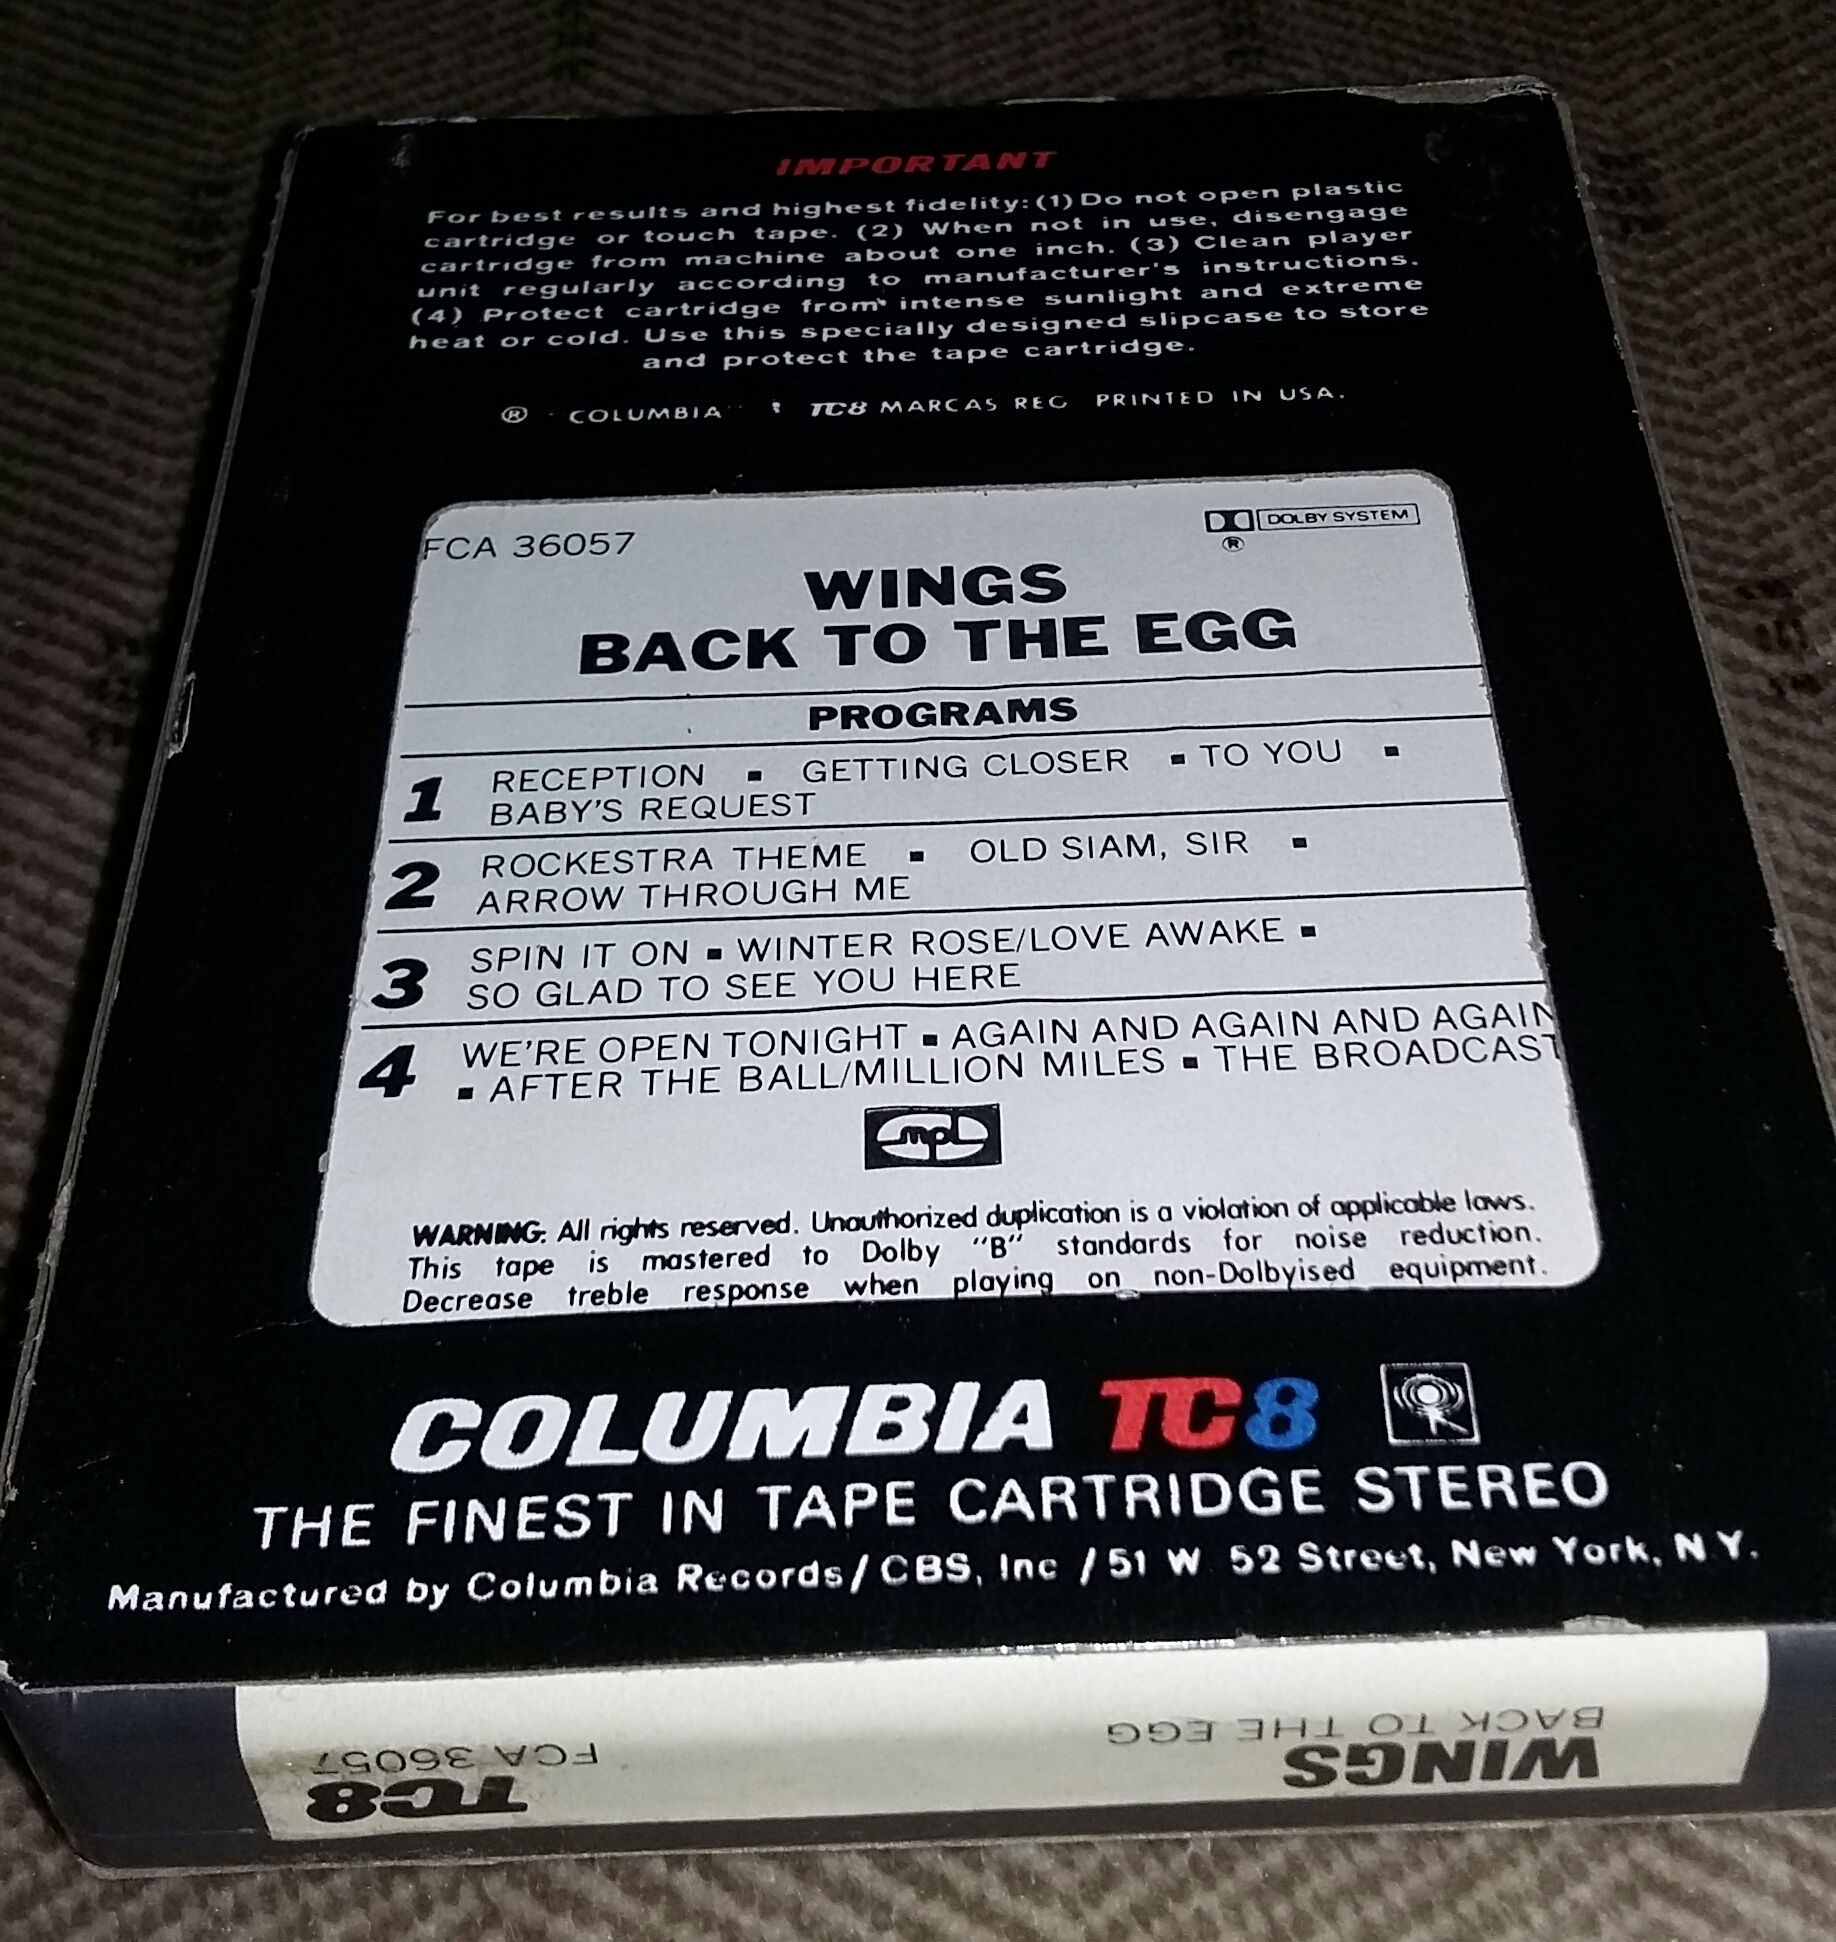 IMPORTANT
For best results and highest fidelity: (1) Do not open plastic
cartridge or touch tape. (2) When not in use, disengage
cartridge from machine about one inch. (3) Clean player
unit regularly according to manufacturer's instructions.
(4) Protect cartridge from intense sunlight and extreme
heat or cold. Use this specially designed slipcase to store
and protect the tape cartridge.
® "COLUMBIA" TC8 MARCAS REG PRINTED IN USA.
FCA 36057
DOLBY SYSTEM
®
WINGS
BACK TO THE EGG
PROGRAMS
1 RECEPTION ▪ GETTING CLOSER ▪ TO YOU ▪
BABY'S REQUEST
2 ROCKESTRA THEME ▪ OLD SIAM, SIR ▪
ARROW THROUGH ME
3 SPIN IT ON ▪ WINTER ROSE/LOVE AWAKE ▪
SO GLAD TO SEE YOU HERE
4 WE'RE OPEN TONIGHT ▪ AGAIN AND AGAIN AND AGAIN
▪ AFTER THE BALL/MILLION MILES ▪ THE BROADCAST
mpl
WARNING: All rights reserved. Unauthorized duplication is a violation of applicable laws.
This tape is mastered to Dolby "B" standards for noise reduction.
Decrease treble response when playing on non-Dolbyised equipment.
COLUMBIA TC8
THE FINEST IN TAPE CARTRIDGE STEREO
Manufactured by Columbia Records/CBS, Inc /51 W 52 Street, New York, N Y.
WINGS
BACK TO THE EGG
TC8
FCA 36057